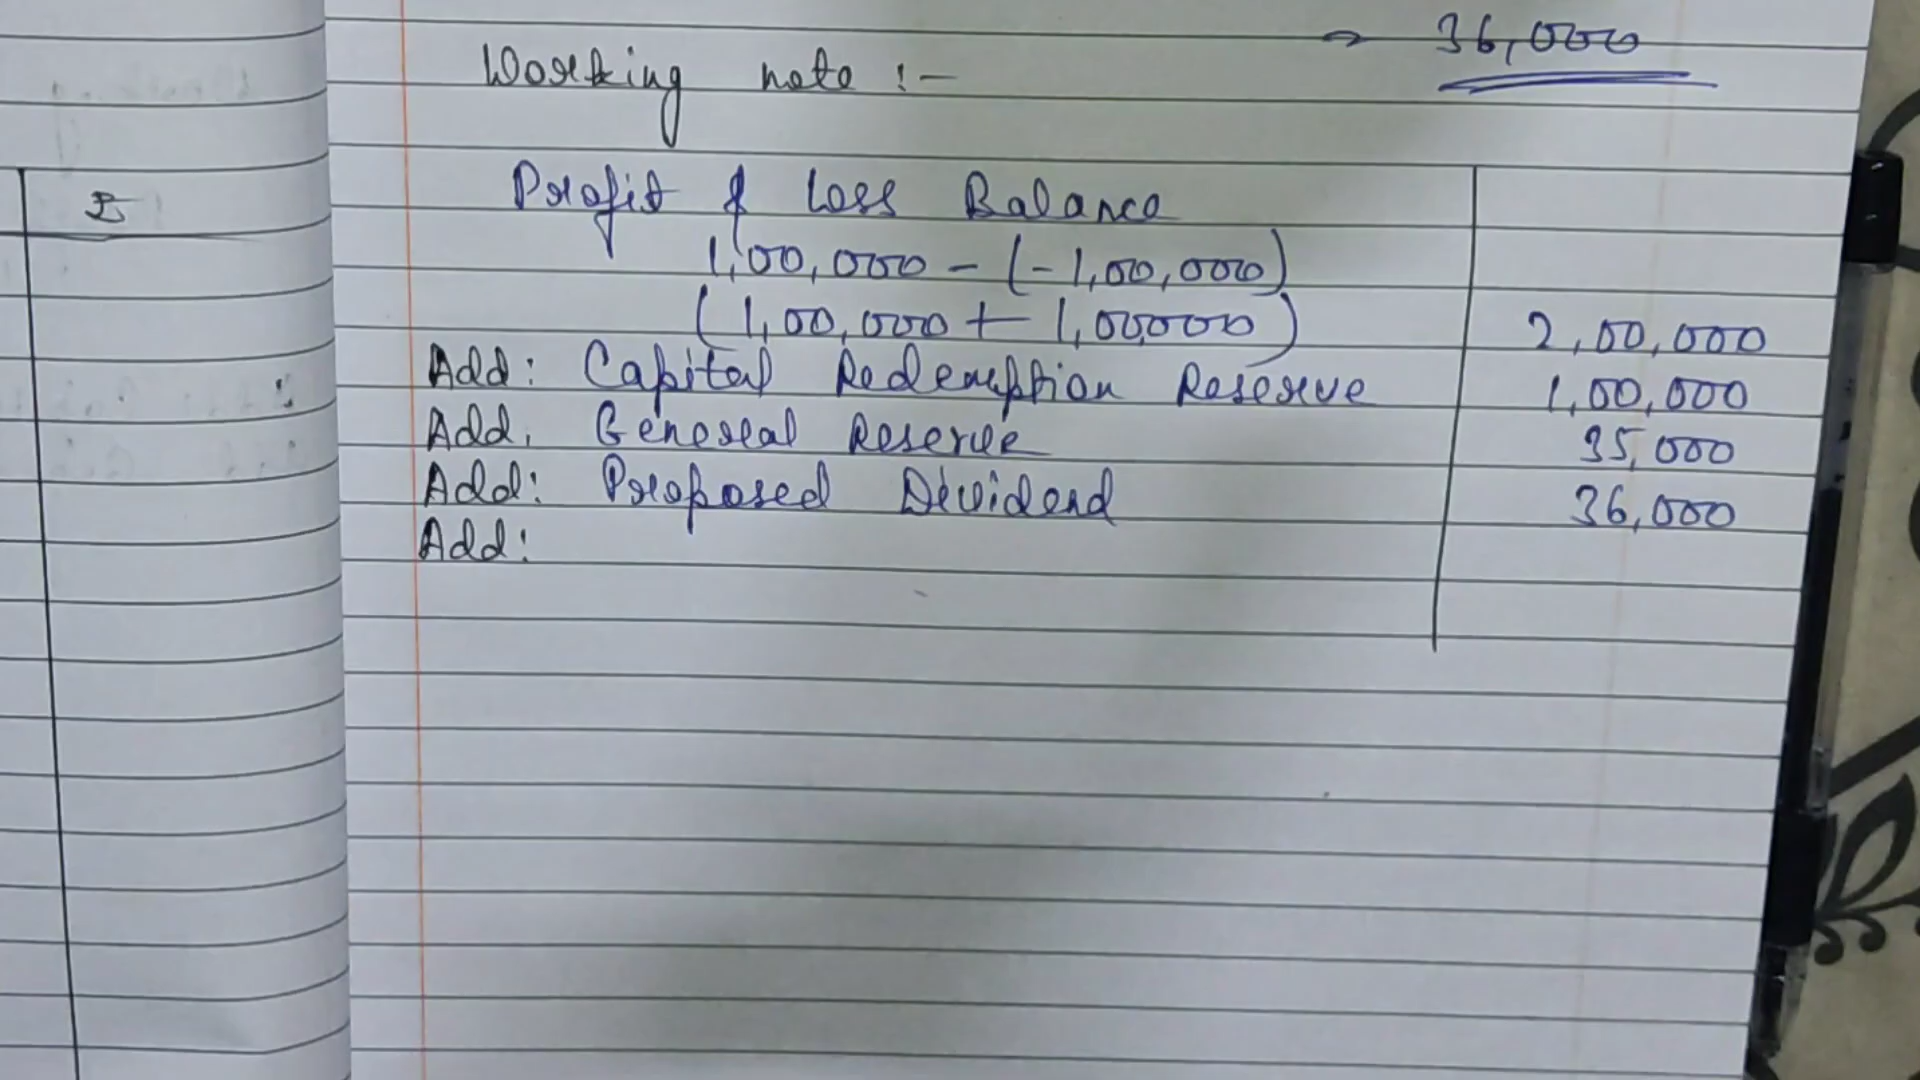 36,000
Working note :-
₹
Profit & Loss Balance
1,00,000 - (-1,00,000)
(1,00,000 + 1,00,000) 2,00,000
Add: Capital Redemption Reserve 1,00,000
Add: General Reserve 35,000
Add: Proposed Dividend 36,000
Add: